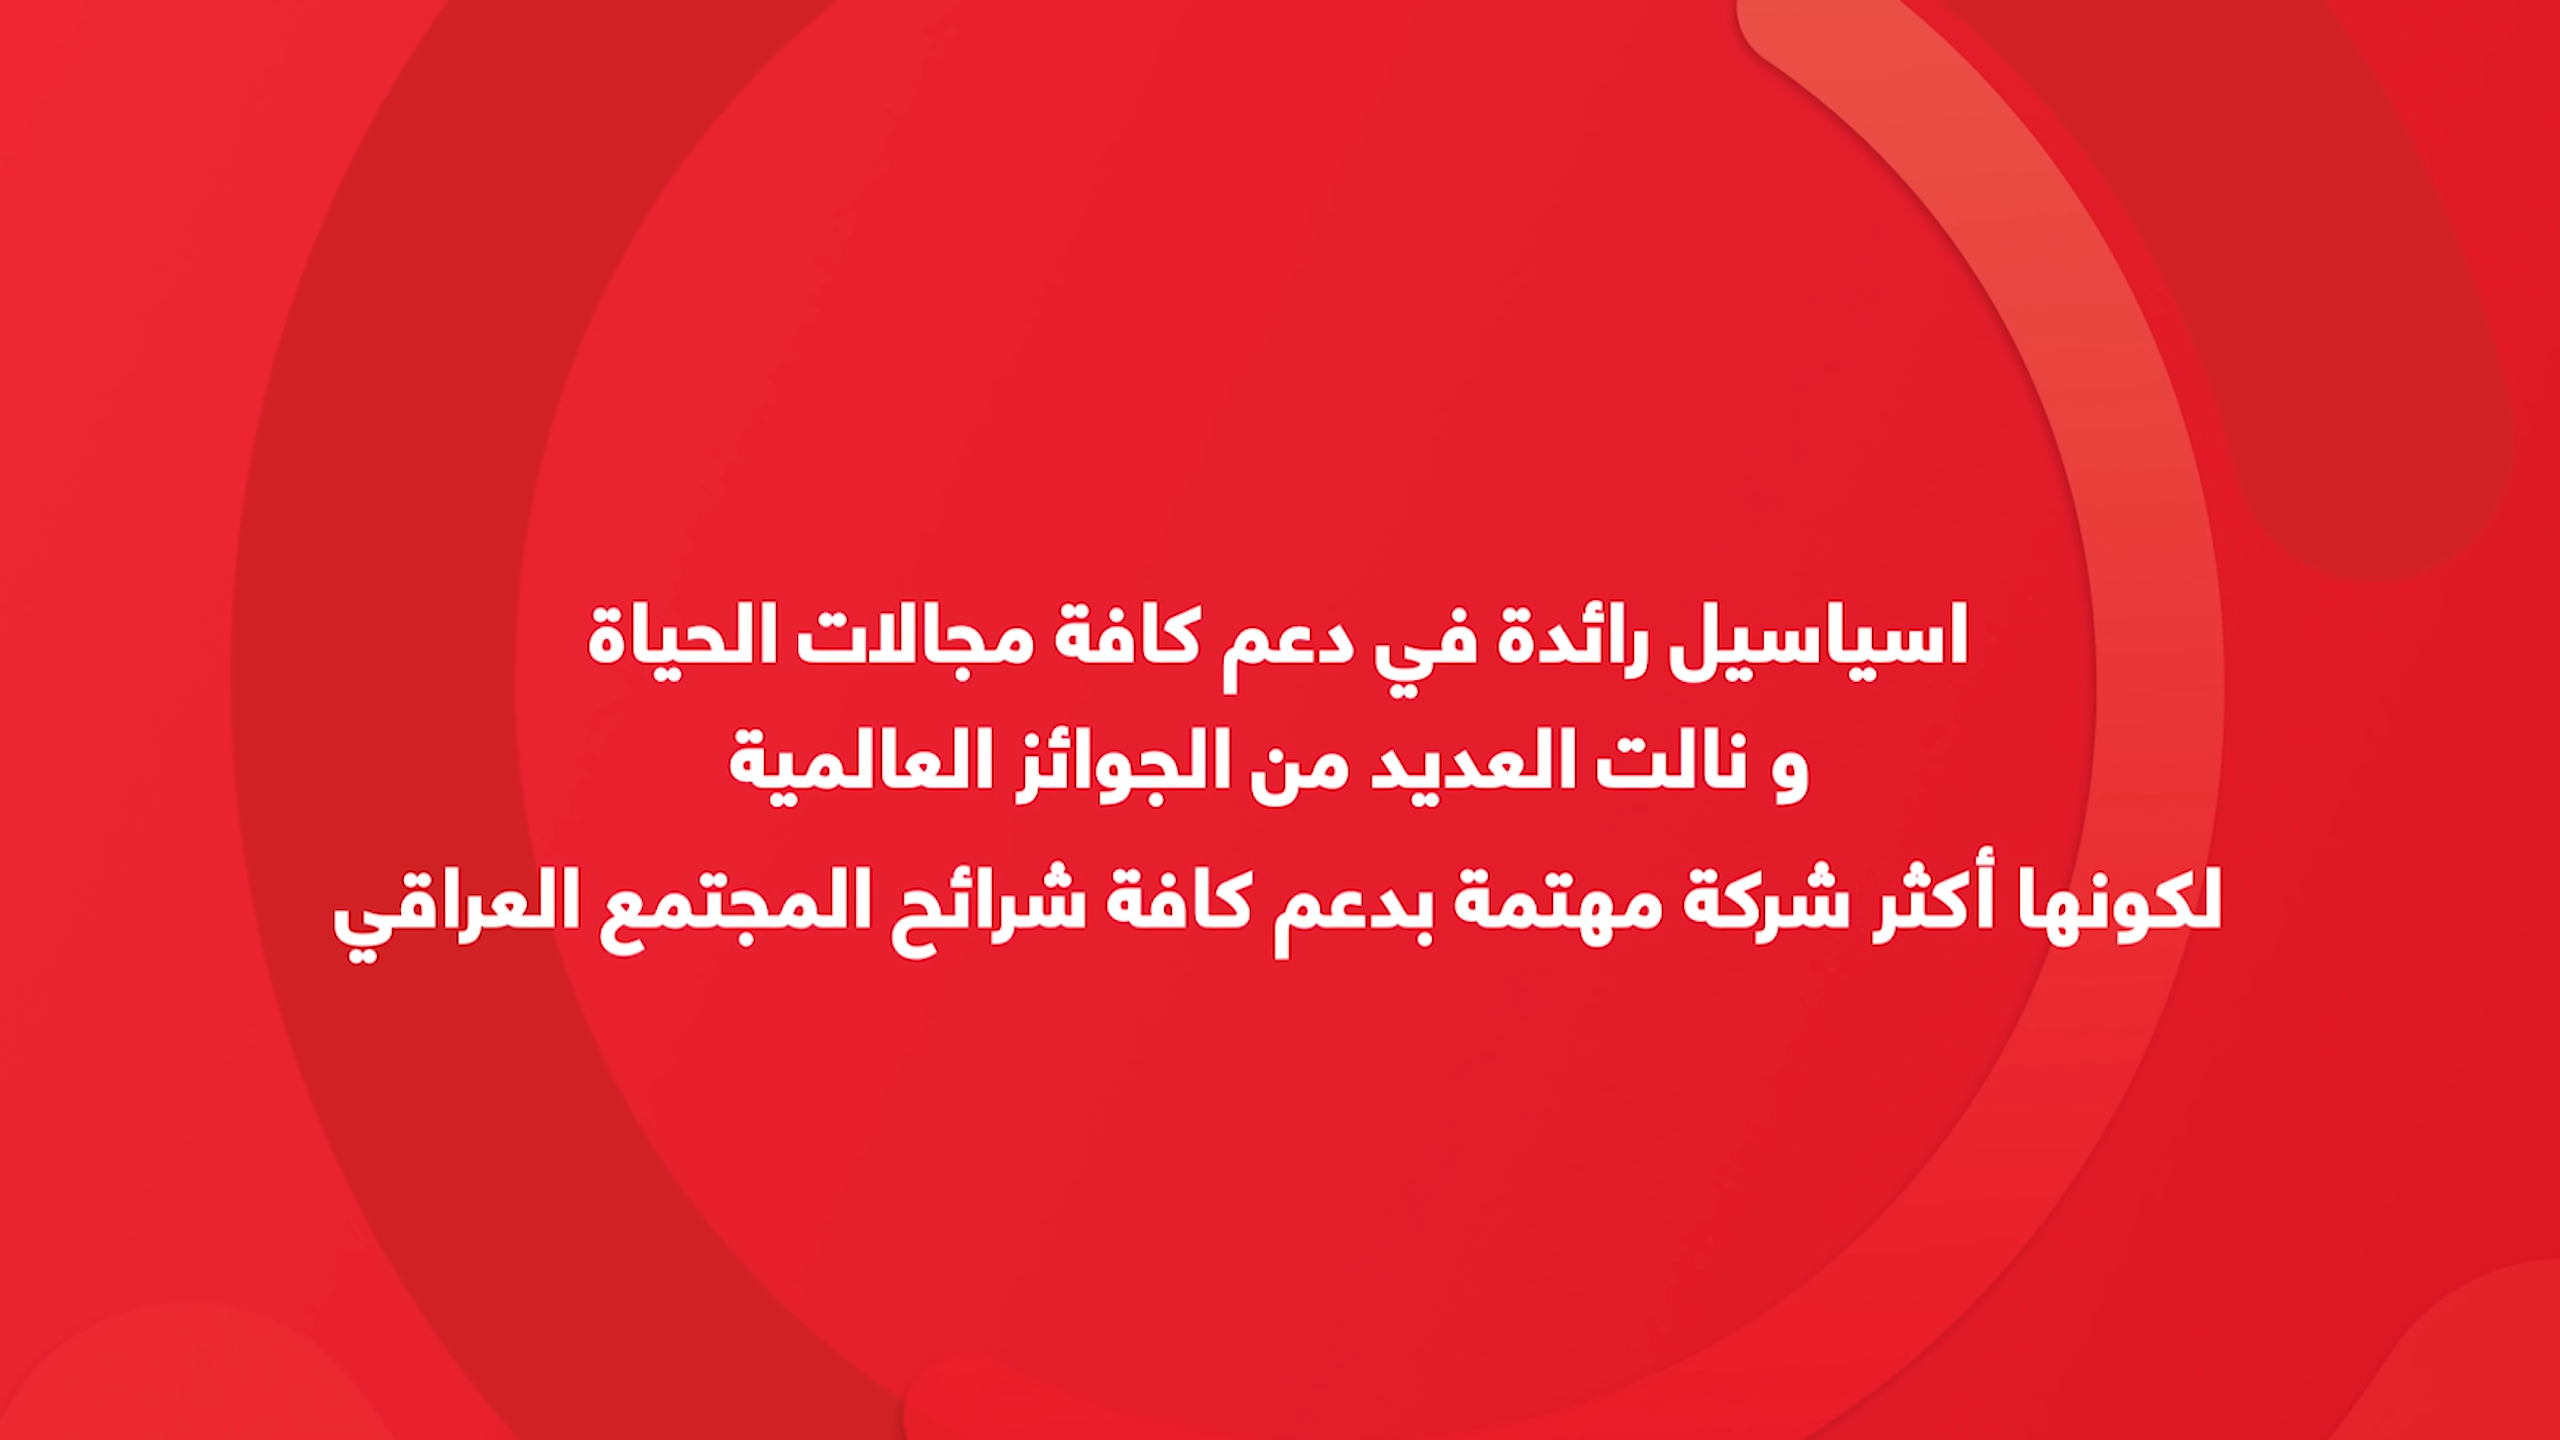 اسياسيل رائدة في دعم كافة مجالات الحياة
و نالت العديد من الجوائز العالمية
لكونها أكثر شركة مهتمة بدعم كافة شرائح المجتمع العراقي